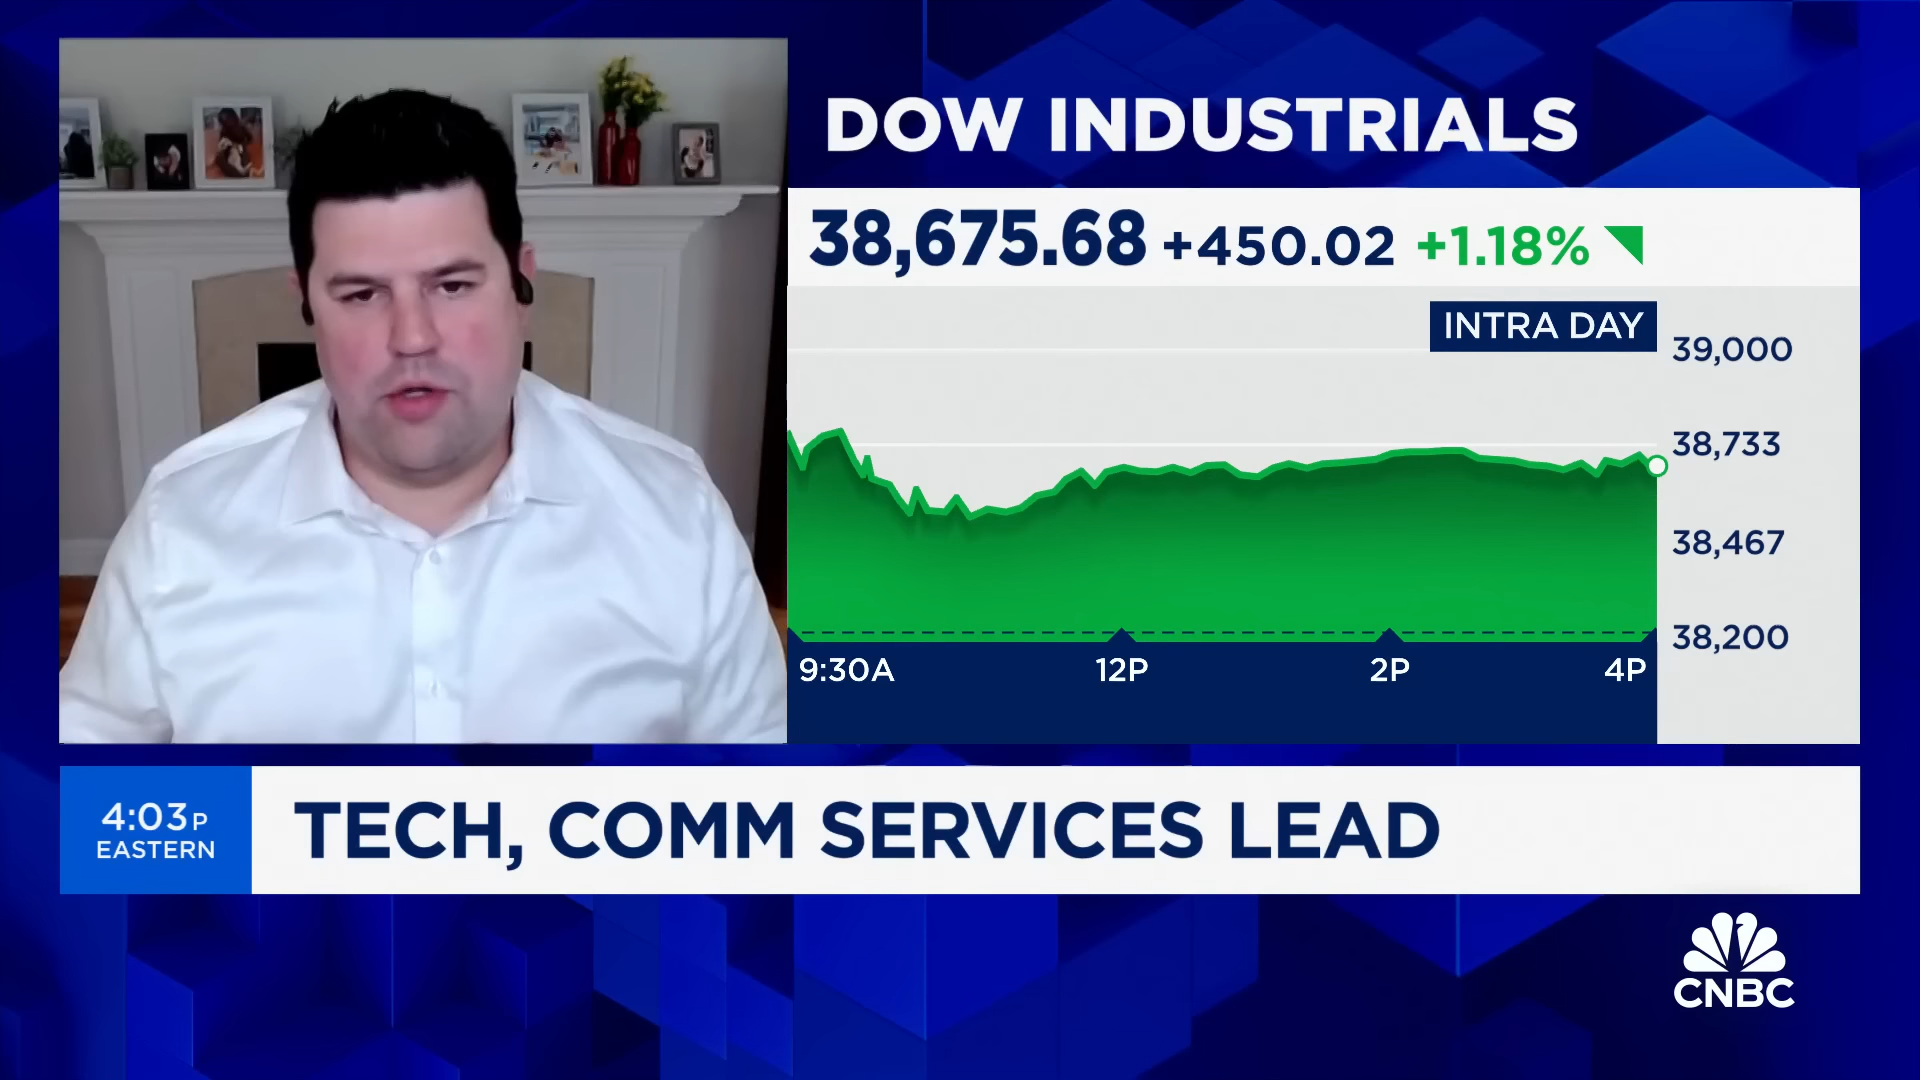 DOW INDUSTRIALS
38,675.68 +450.02 +1.18%
INTRA DAY
39,000
38,733
38,467
38,200
9:30A 12P 2P 4P
4:03P
EASTERN
TECH, COMM SERVICES LEAD
CNBC